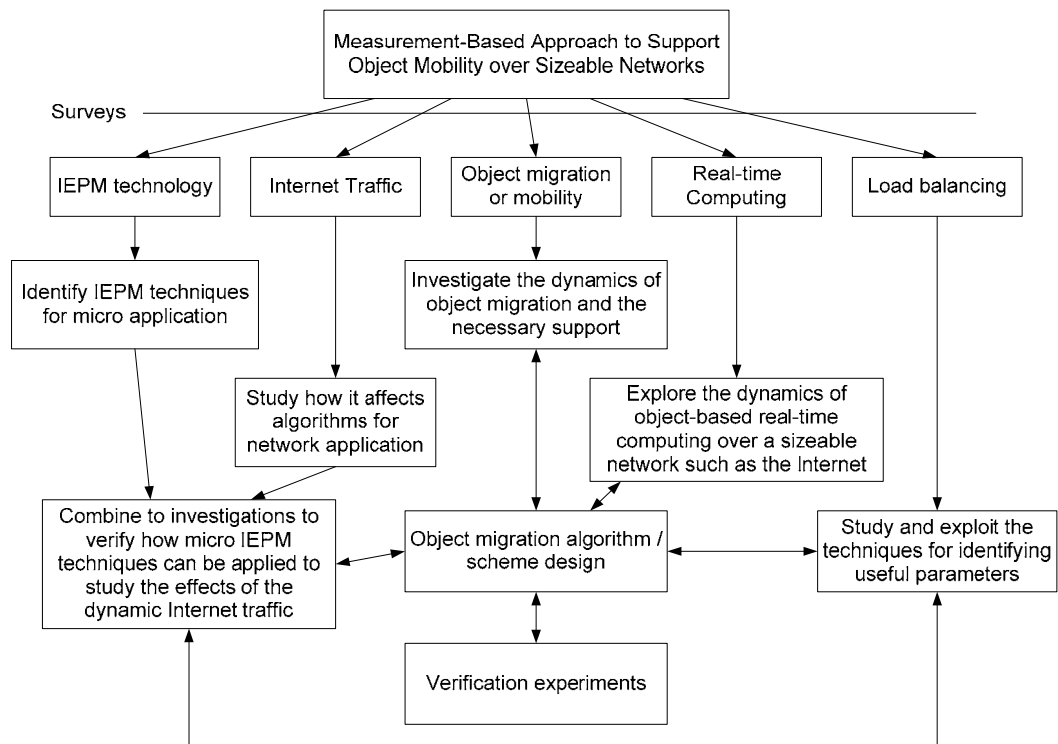 Measurement-Based Approach to Support
Object Mobility over Sizeable Networks
Surveys
IEPM technology
Internet Traffic
Object migration
or mobility
Real-time
Computing
Load balancing
Identify IEPM techniques
for micro application
Investigate the dynamics of
object migration and the
necessary support
Study how it affects
algorithms for
network application
Explore the dynamics of
object-based real-time
computing over a sizeable
network such as the Internet
Combine to investigations to
verify how micro IEPM
techniques can be applied to
study the effects of the
dynamic Internet traffic
Object migration algorithm /
scheme design
Study and exploit the
techniques for identifying
useful parameters
Verification experiments